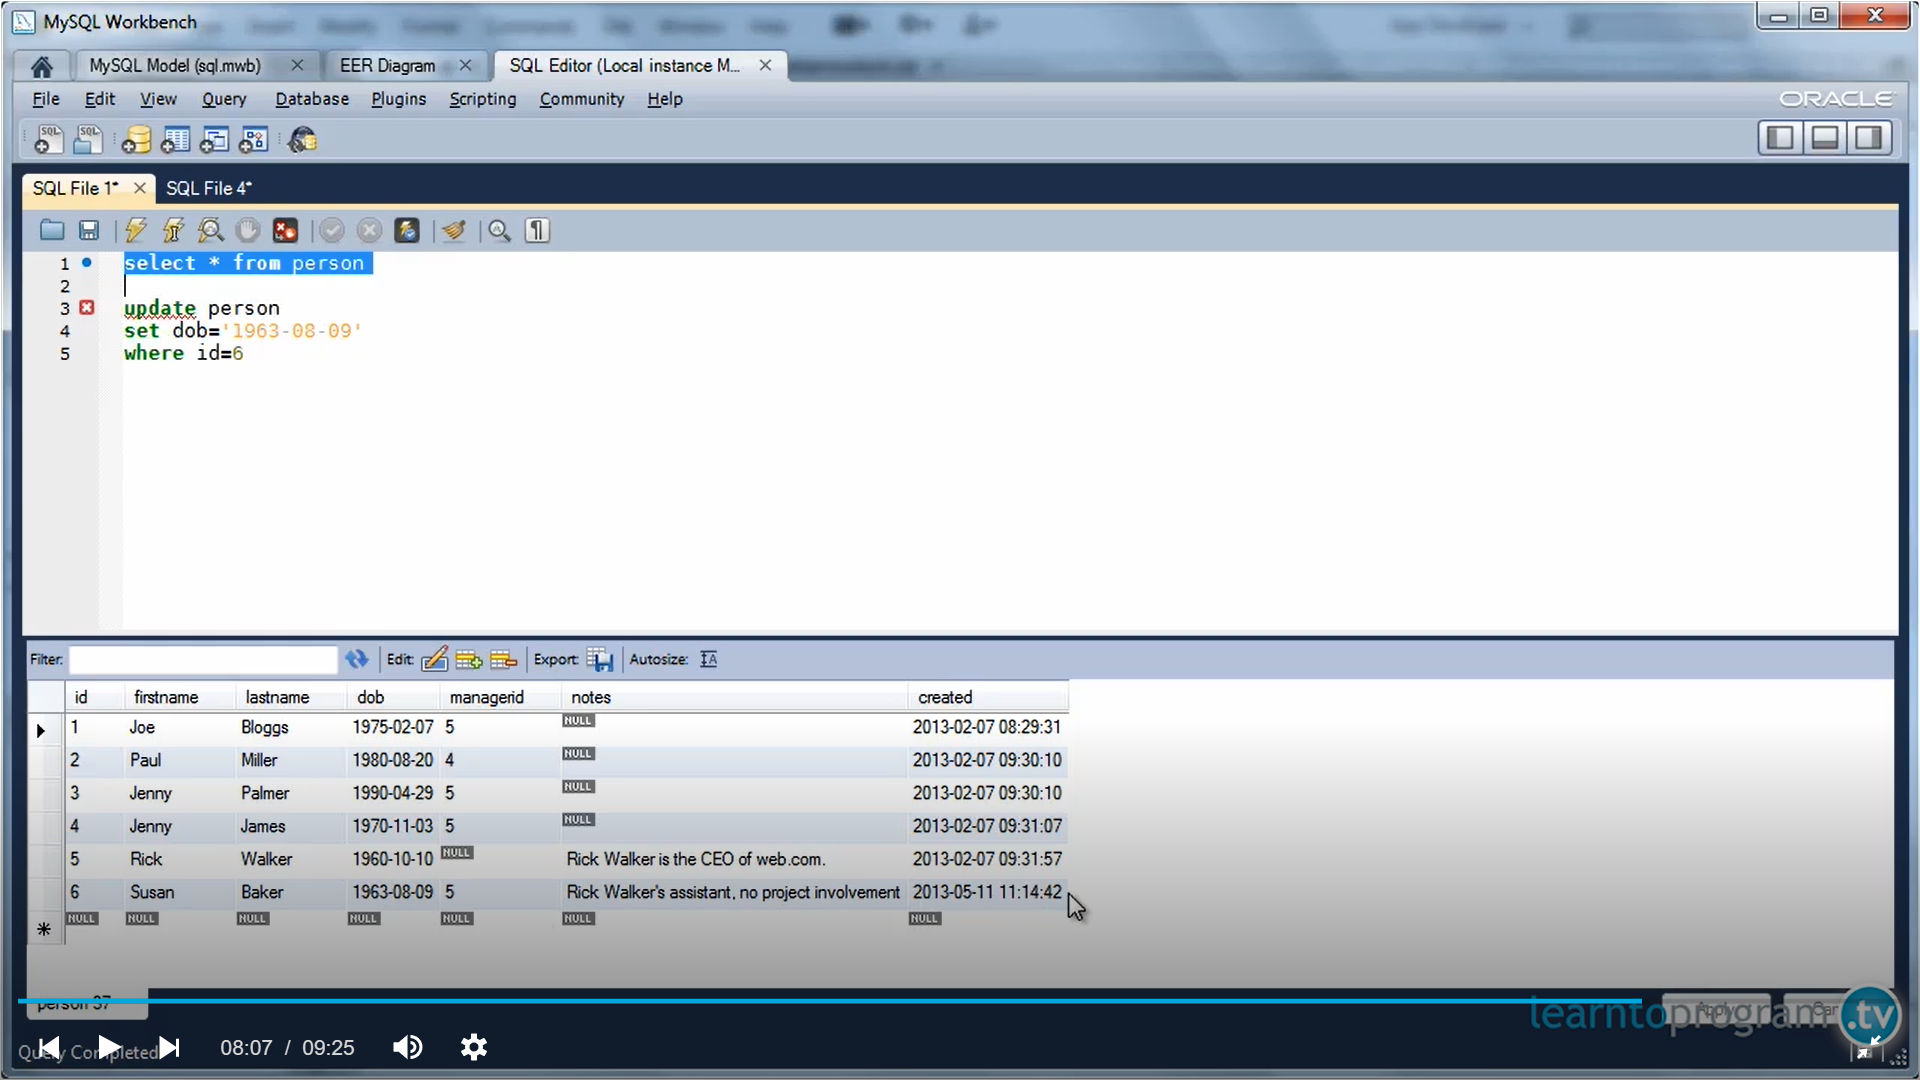 MySQL Workbench
MySQL Model (sql.mwb)
EER Diagram
SQL Editor (Local instance M...
File Edit View Query Database Plugins Scripting Community Help
ORACLE
SQL File 1*
SQL File 4*
1 select * from person
2
3 update person
4 set dob='1963-08-09'
5 where id=6
Filter: Edit: Export: Autosize:
id firstname lastname dob managerid notes created
1 Joe Bloggs 1975-02-07 5 NULL 2013-02-07 08:29:31
2 Paul Miller 1980-08-20 4 NULL 2013-02-07 09:30:10
3 Jenny Palmer 1990-04-29 5 NULL 2013-02-07 09:30:10
4 Jenny James 1970-11-03 5 NULL 2013-02-07 09:31:07
5 Rick Walker 1960-10-10 NULL Rick Walker is the CEO of web.com. 2013-02-07 09:31:57
6 Susan Baker 1963-08-09 5 Rick Walker's assistant, no project involvement 2013-05-11 11:14:42
NULL NULL NULL NULL NULL NULL NULL
person 37
learntoprogram.tv
Query Completed
08:07 / 09:25